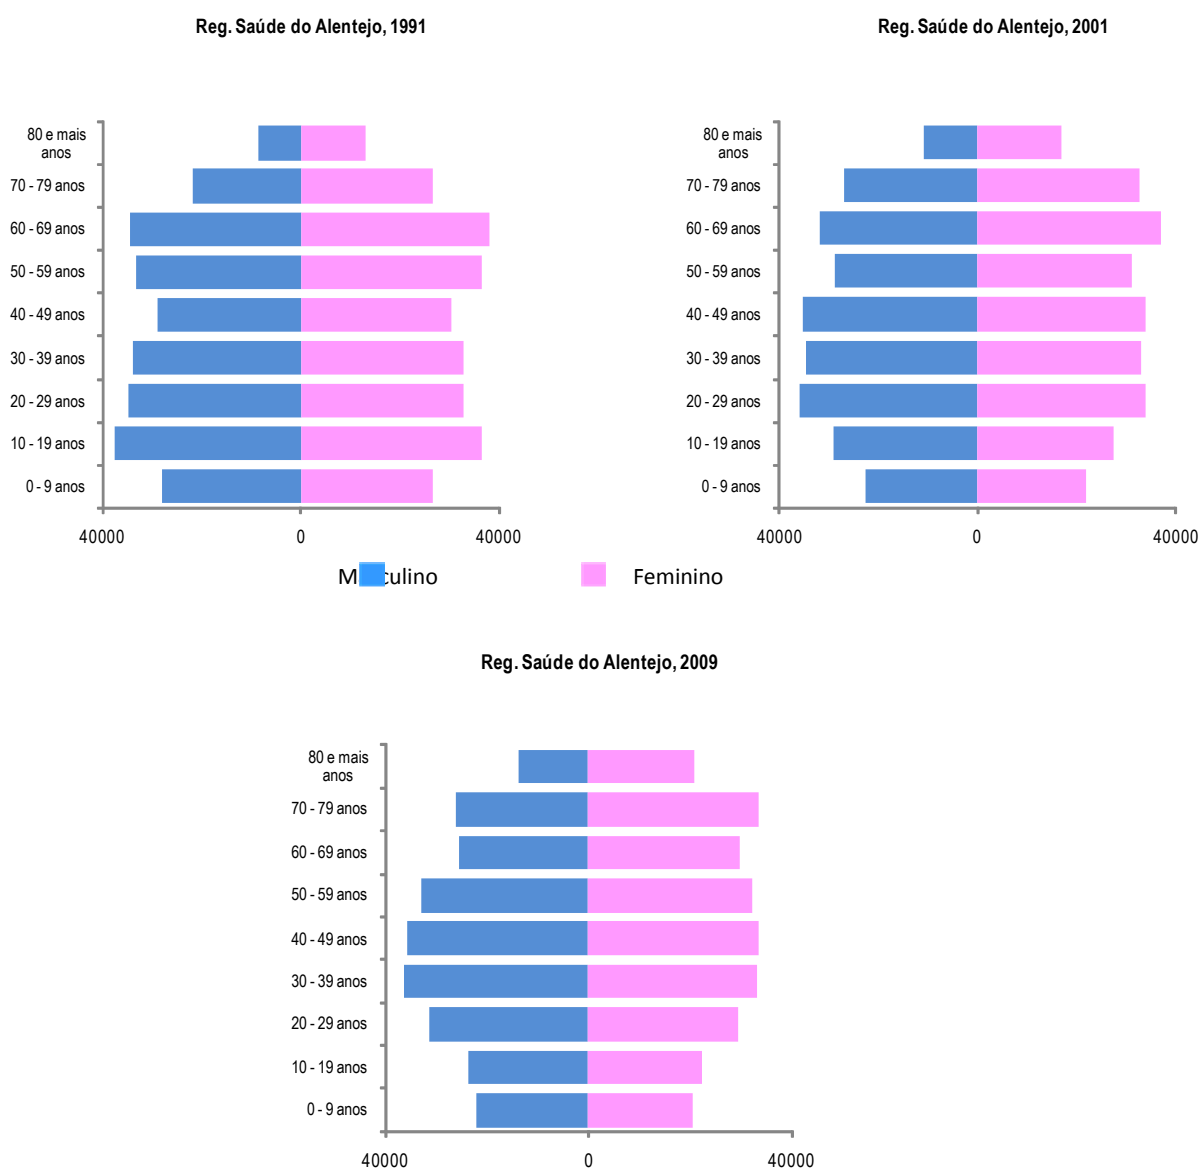 Reg. Saúde do Alentejo, 1991
80 e mais
anos
70 - 79 anos
60 - 69 anos
50 - 59 anos
40 - 49 anos
30 - 39 anos
20 - 29 anos
10 - 19 anos
0 - 9 anos
40000 0 40000
Reg. Saúde do Alentejo, 2001
80 e mais
anos
70 - 79 anos
60 - 69 anos
50 - 59 anos
40 - 49 anos
30 - 39 anos
20 - 29 anos
10 - 19 anos
0 - 9 anos
40000 0 40000
Masculino Feminino
Reg. Saúde do Alentejo, 2009
80 e mais
anos
70 - 79 anos
60 - 69 anos
50 - 59 anos
40 - 49 anos
30 - 39 anos
20 - 29 anos
10 - 19 anos
0 - 9 anos
40000 0 40000